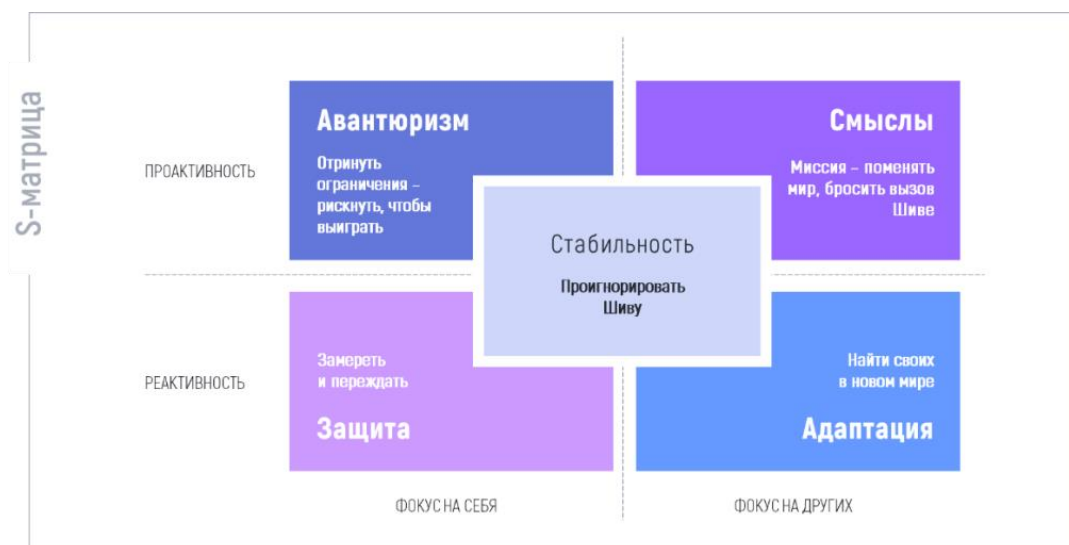 S-матрица
ПРОАКТИВНОСТЬ
Авантюризм
Отринуть
ограничения –
рискнуть, чтобы
выиграть
Смыслы
Миссия – поменять
мир, бросить вызов
Шиве
Стабильность
Проигнорировать
Шиву
РЕАКТИВНОСТЬ
Замереть
и переждать
Защита
Найти своих
в новом мире
Адаптация
ФОКУС НА СЕБЯ
ФОКУС НА ДРУГИХ